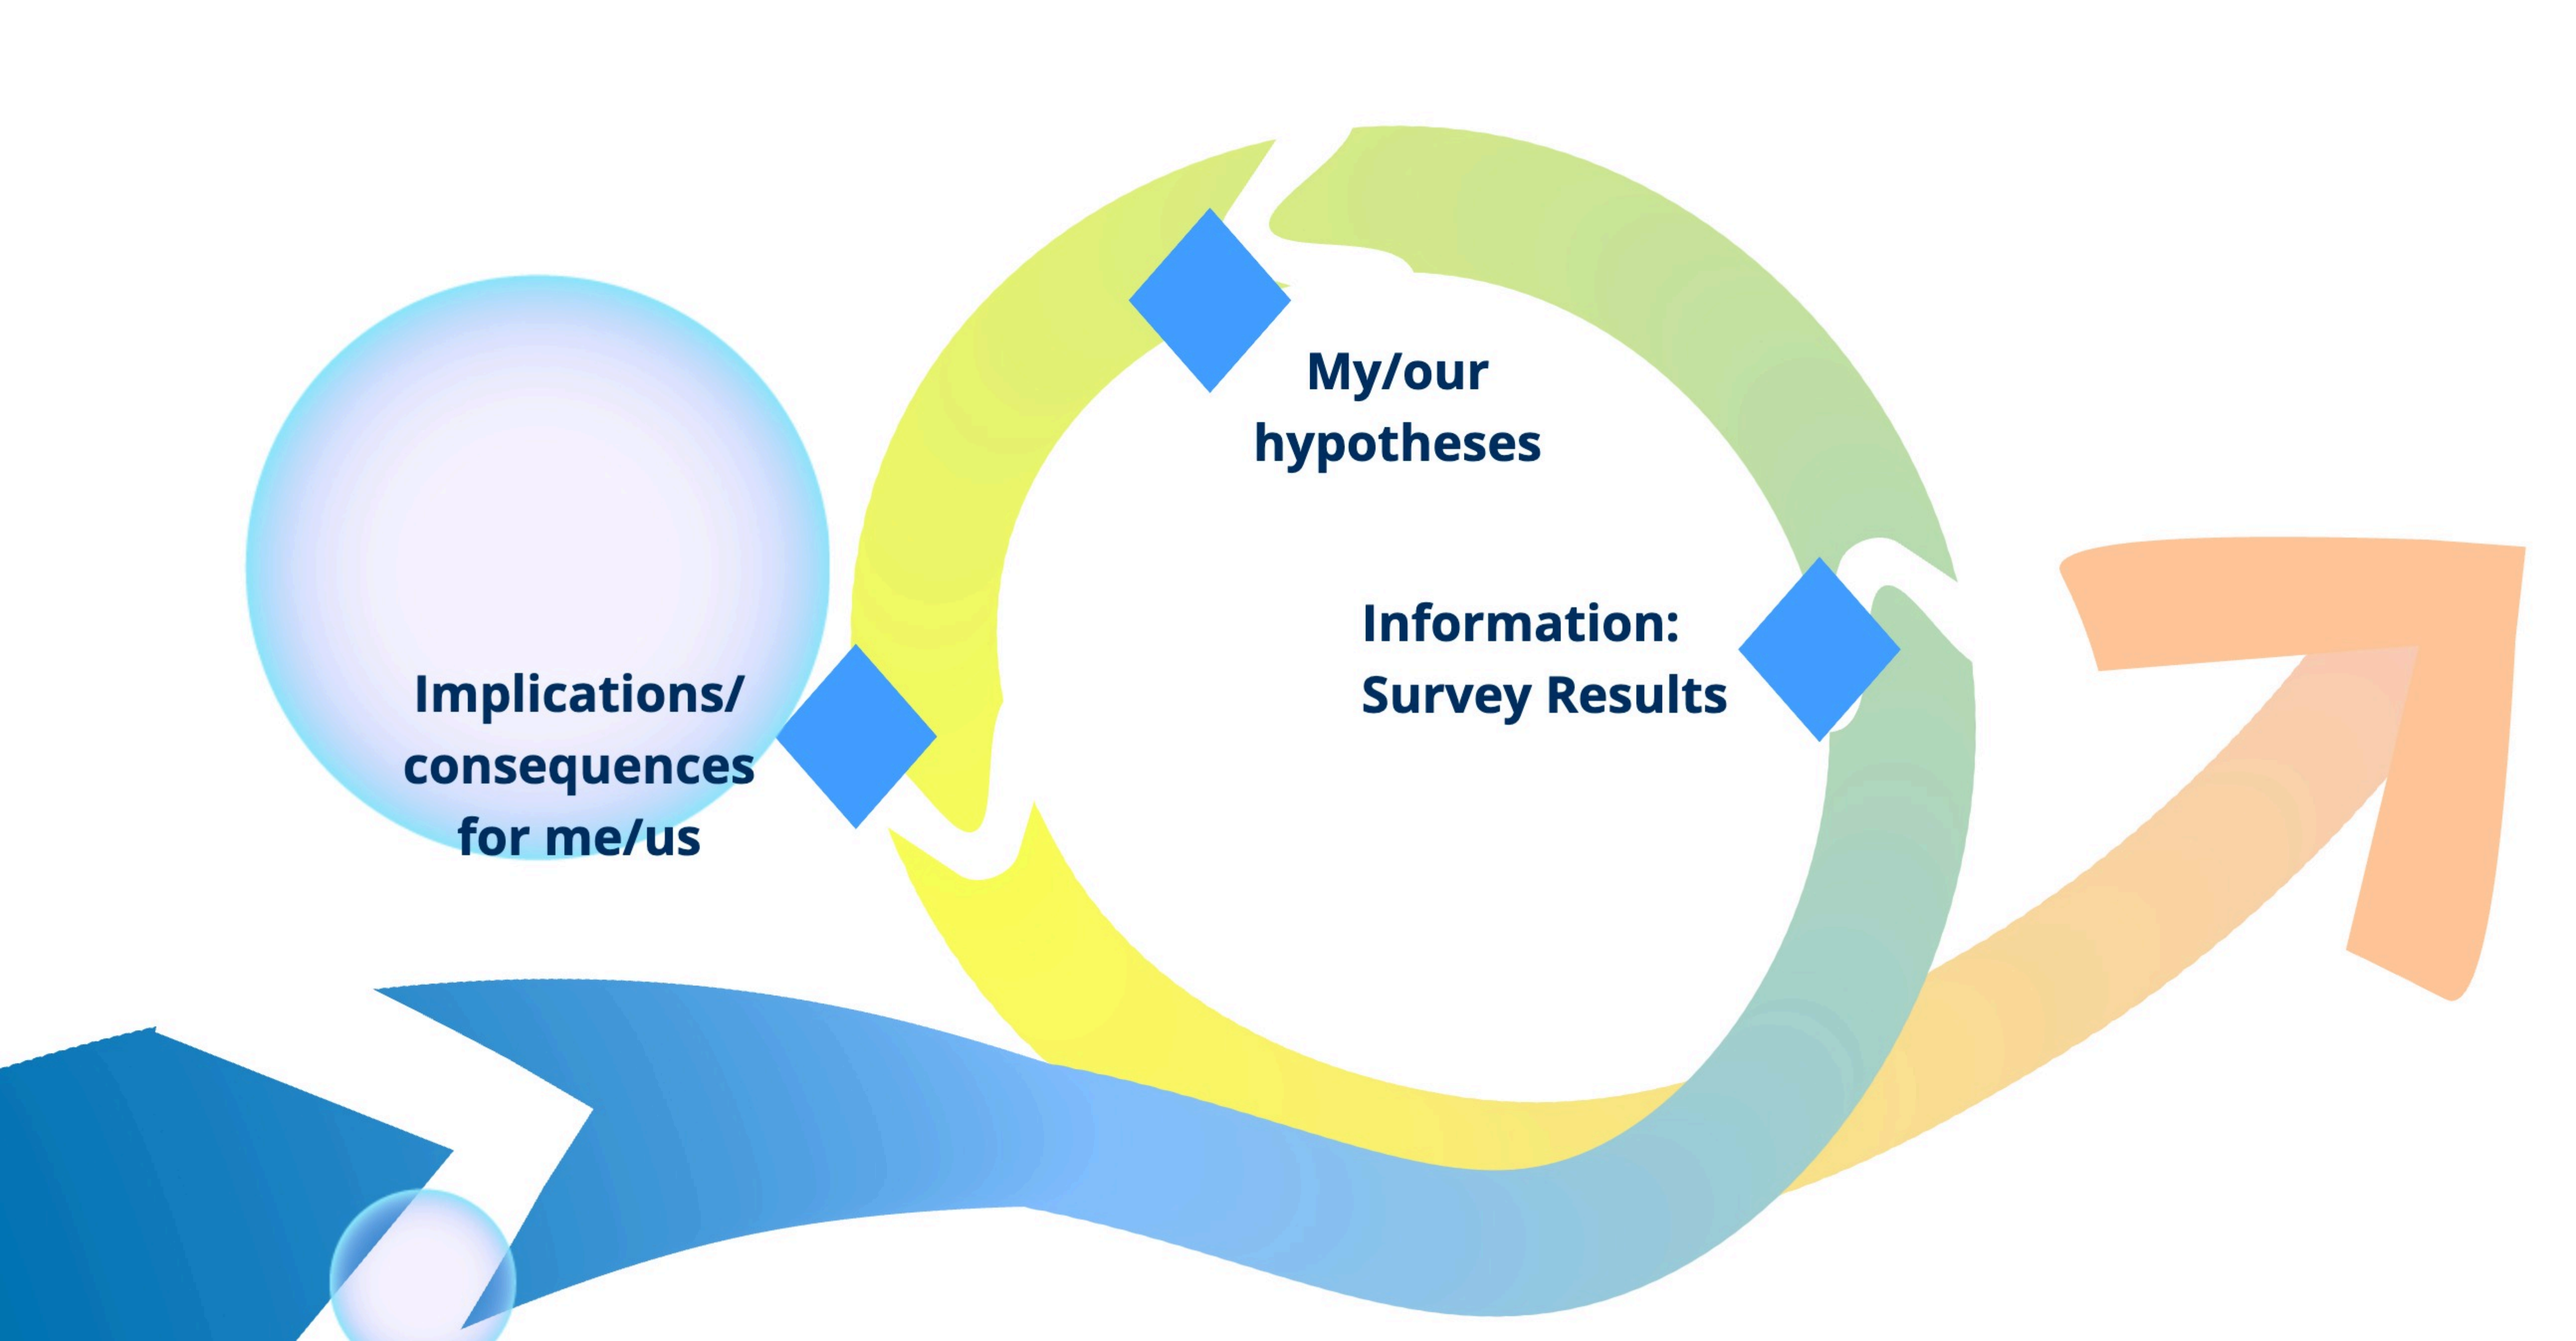 My/our
hypotheses
Information:
Survey Results
Implications/
consequences
for me/us